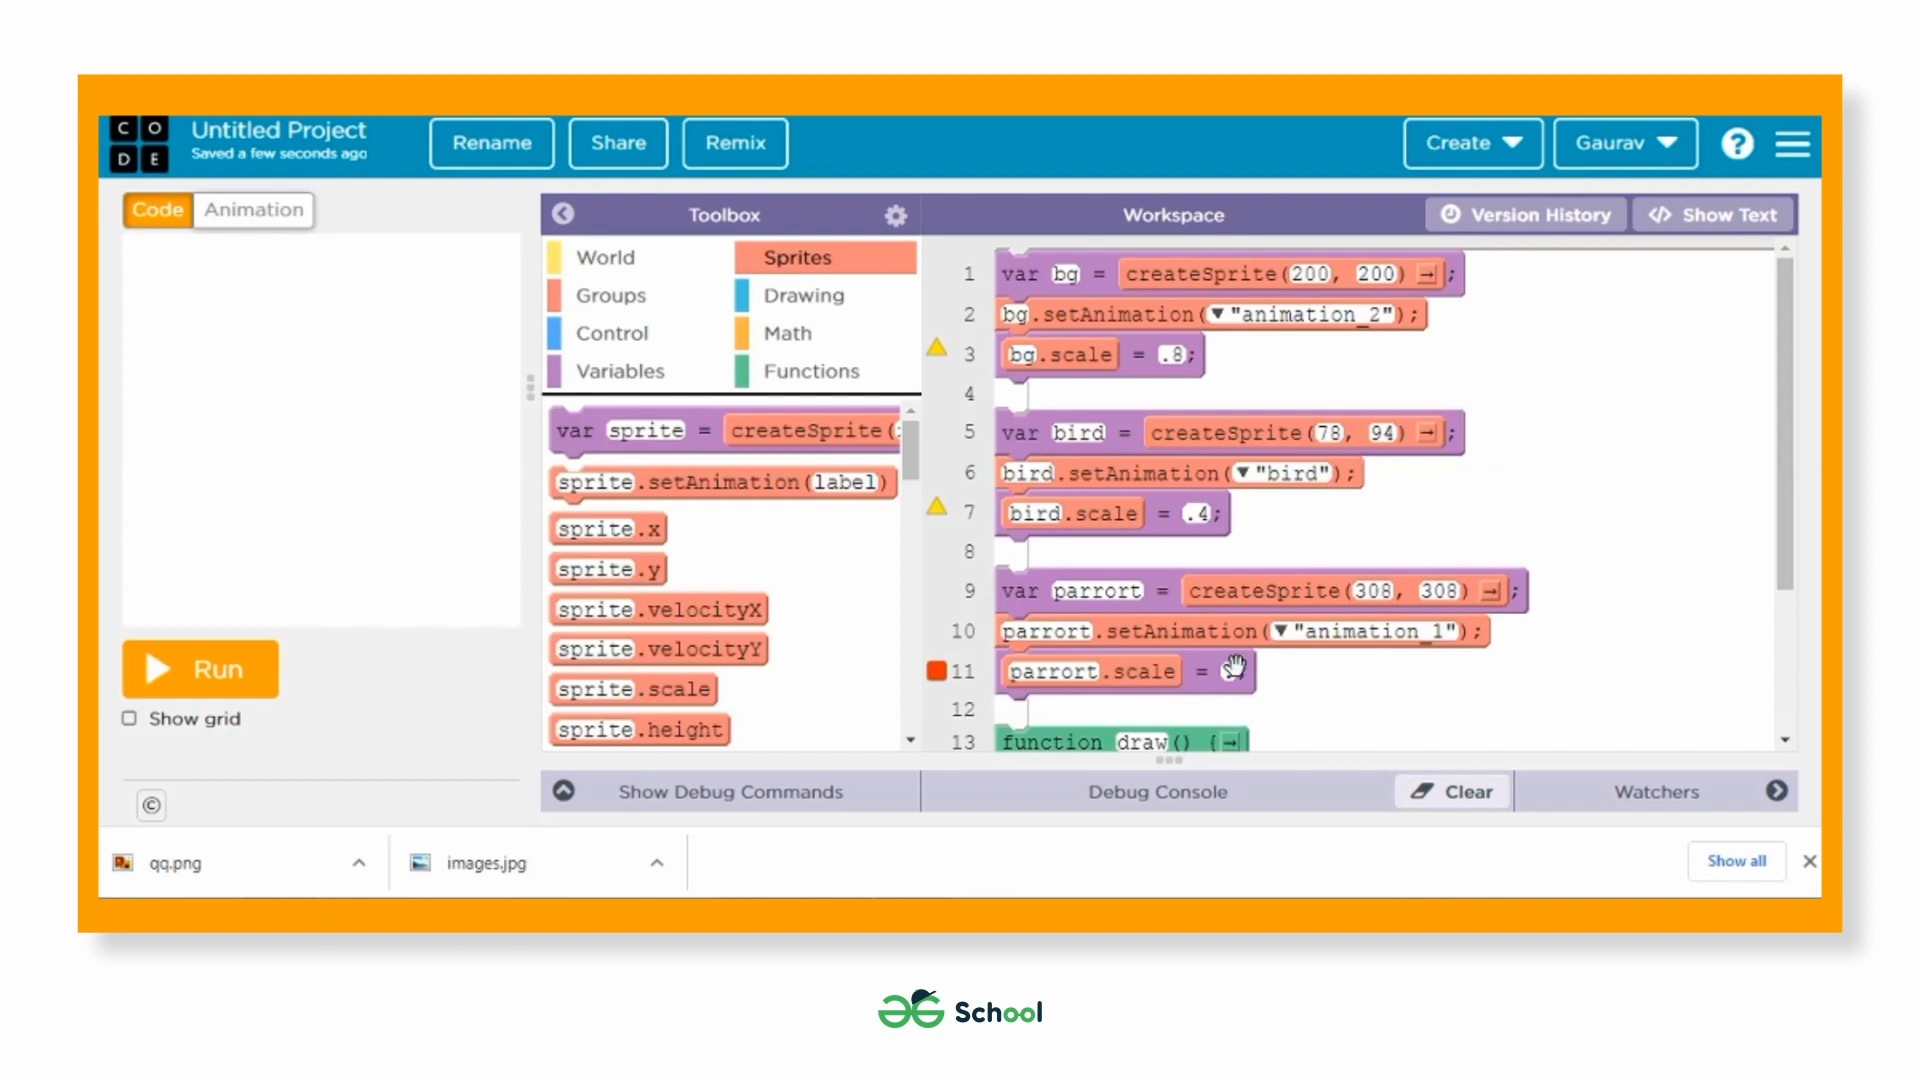 CODE
Untitled Project
Saved a few seconds ago
Rename
Share
Remix
Create
Gaurav
?
Code
Animation
Toolbox
Workspace
Version History
</> Show Text
World
Sprites
Groups
Drawing
Control
Math
Variables
Functions
var sprite = createSprite(
sprite.setAnimation(label)
sprite.x
sprite.y
sprite.velocityX
sprite.velocityY
sprite.scale
sprite.height
1 var bg = createSprite(200, 200) → ;
2 bg.setAnimation(▼"animation_2");
3 bg.scale = .8;
4
5 var bird = createSprite(78, 94) → ;
6 bird.setAnimation(▼"bird");
7 bird.scale = .4;
8
9 var parrort = createSprite(308, 308) → ;
10 parrort.setAnimation(▼"animation_1");
11 parrort.scale =
12
13 function draw() { →
Run
Show grid
©
Show Debug Commands
Debug Console
Clear
Watchers
qq.png
images.jpg
Show all
School